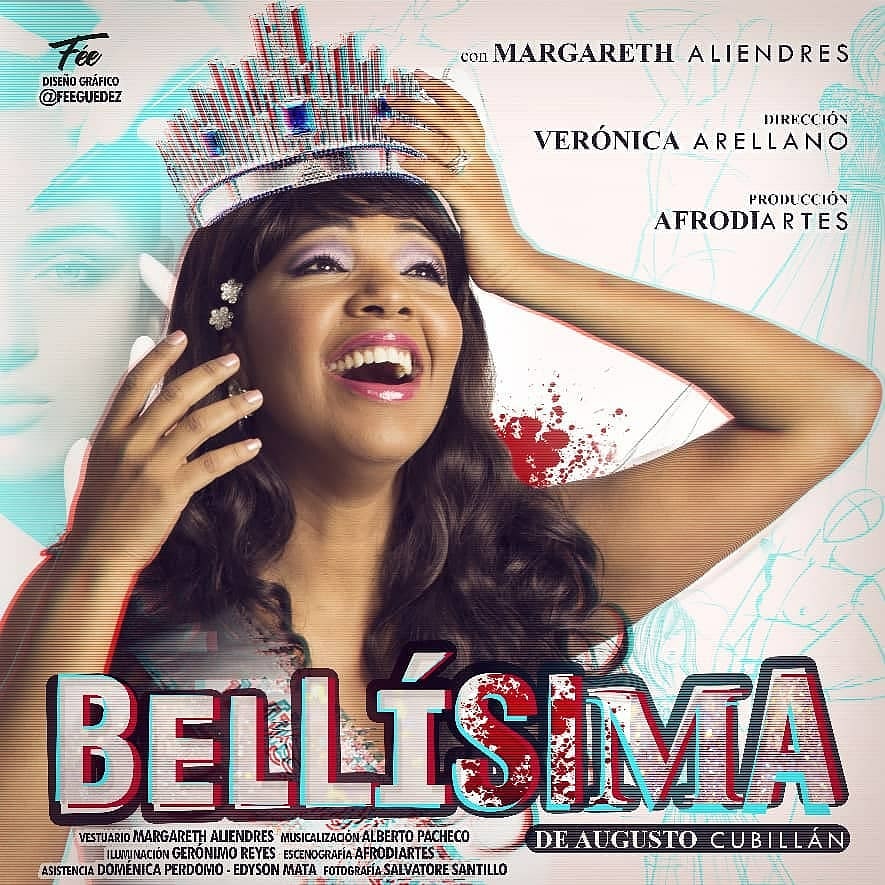 Fée
DISEÑO GRÁFICO
@FEEGUEDEZ
con MARGARETH ALIENDRES
DIRECCIÓN
VERÓNICA ARELLANO
PRODUCCIÓN
AFRODIARTES
BELLÍSIMA
DE AUGUSTO CUBILLÁN
VESTUARIO MARGARETH ALIENDRES MUSICALIZACIÓN ALBERTO PACHECO
ILUMINACIÓN GERÓNIMO REYES ESCENOGRAFÍA AFRODIARTES
ASISTENCIA DOMÉNICA PERDOMO - EDYSON MATA FOTOGRAFÍA SALVATORE SANTILLO